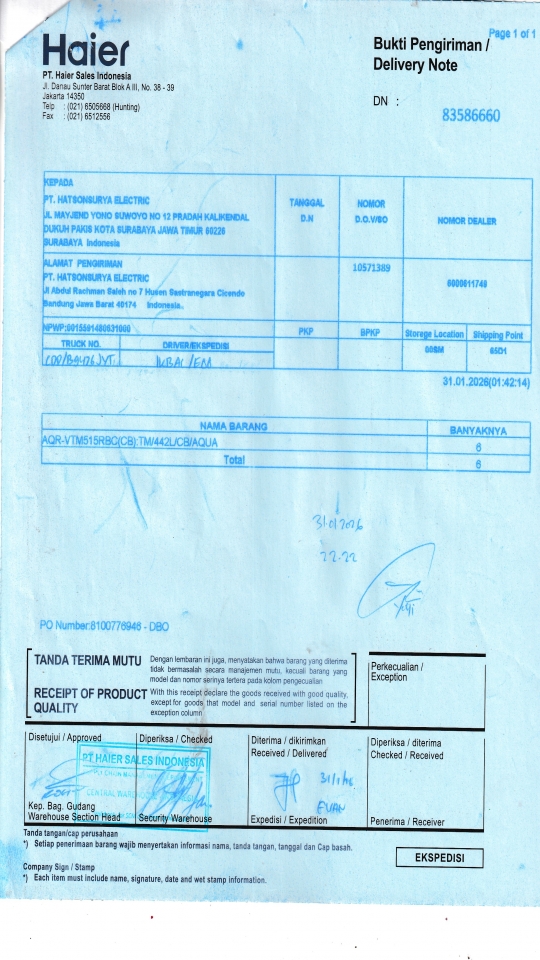 Page 1 of 1
Haier
PT. Haier Sales Indonesia
Jl. Danau Sunter Barat Blok A III, No. 38 - 39
Jakarta 14350
Telp : (021) 6505668 (Hunting)
Fax : (021) 6512556
Bukti Pengiriman /
Delivery Note
DN :
83586660
KEPADA
PT. HATSONSURYA ELECTRIC
JL MAYJEND YONO SUWOYO NO 12 PRADAH KALIKENDAL
DUKUH PAKIS KOTA SURABAYA JAWA TIMUR 60226
SURABAYA Indonesia
TANGGAL
D.N
NOMOR
D.O.V/SO
NOMOR DEALER
ALAMAT PENGIRIMAN
PT. HATSONSURYA ELECTRIC
Jl Abdul Rachman Saleh no 7 Husen Sastranegara Cicendo
Bandung Jawa Barat 40174 Indonesia.
10571389
NPWP:0015591480631000
PKP
BPKP
Storege Location
Shipping Point
TRUCK NO.
DRIVER/EKSPEDISI
31.01.2026(01:42:14)
NAMA BARANG
BANYAKNYA
AQR-VTM515RBC(CB):TM/442L/CB/AQUA
6
Total
6
31/01/2026
22.22
PO Number:8100776946 - DBO
TANDA TERIMA MUTU
Dengan lembaran ini juga, menyatakan bahwa barang yang diterima
tidak bermasalah secara manajemen mutu, kecuali barang yang
model dan nomor serinya tertera pada kolom pengecualian
RECEIPT OF PRODUCT
QUALITY
With this receipt declare the goods received with good quality,
except for goods that model and serial number listed on the
exception column
Perkecualian /
Exception
Disetujui / Approved
Diperiksa / Checked
Diterima / dikirimkan
Received / Delivered
Diperiksa / diterima
Checked / Received
PT HAIER SALES INDONESIA
EVAN
Kep. Bag. Gudang
Warehouse Section Head
Security Warehouse
Expedisi / Expedition
Penerima / Receiver
Tanda tangan/cap perusahaan
*) Setiap penerimaan barang wajib menyertakan informasi nama, tanda tangan, tanggal dan Cap basah.
EKSPEDISI
Company Sign / Stamp
*) Each item must include name, signature, date and wet stamp information.